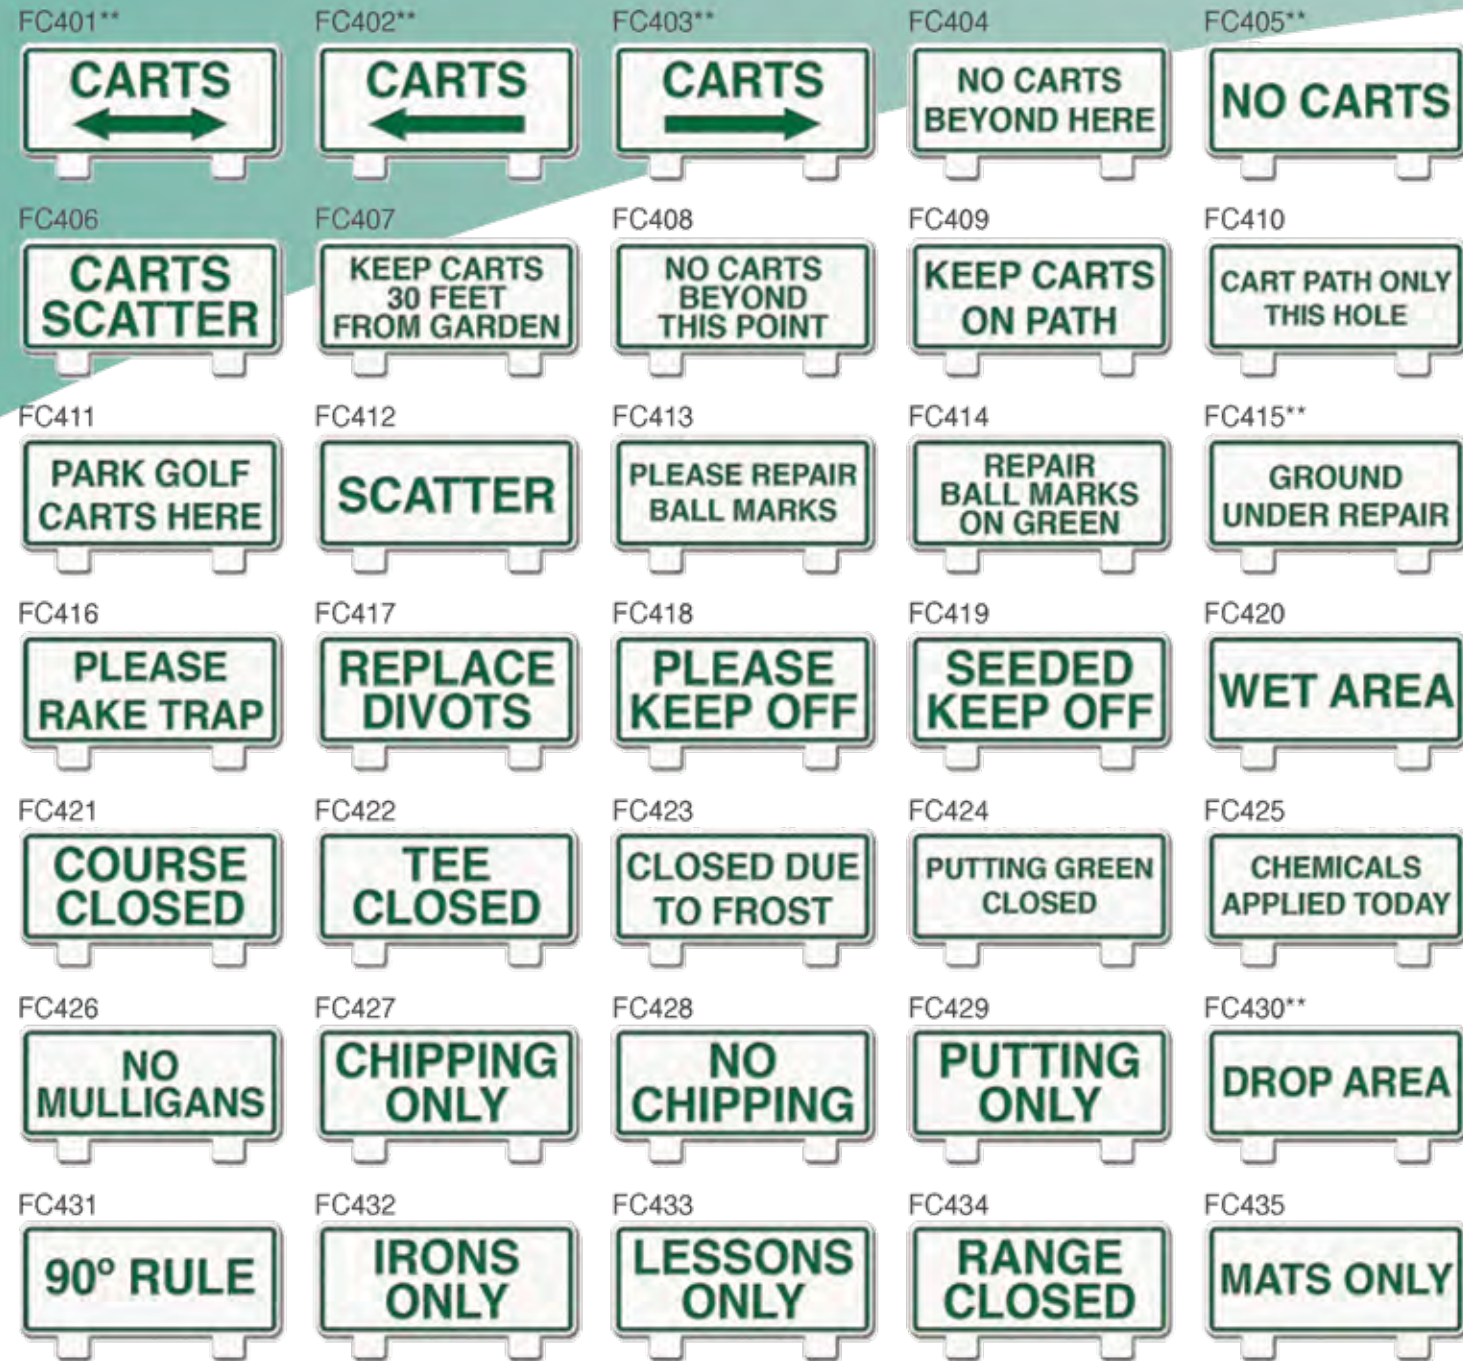 FC401**
CARTS
FC402**
CARTS
FC403**
CARTS
FC404
NO CARTS
BEYOND HERE
FC405**
NO CARTS
FC406
CARTS
SCATTER
FC407
KEEP CARTS
30 FEET
FROM GARDEN
FC408
NO CARTS
BEYOND
THIS POINT
FC409
KEEP CARTS
ON PATH
FC410
CART PATH ONLY
THIS HOLE
FC411
PARK GOLF
CARTS HERE
FC412
SCATTER
FC413
PLEASE REPAIR
BALL MARKS
FC414
REPAIR
BALL MARKS
ON GREEN
FC415**
GROUND
UNDER REPAIR
FC416
PLEASE
RAKE TRAP
FC417
REPLACE
DIVOTS
FC418
PLEASE
KEEP OFF
FC419
SEEDED
KEEP OFF
FC420
WET AREA
FC421
COURSE
CLOSED
FC422
TEE
CLOSED
FC423
CLOSED DUE
TO FROST
FC424
PUTTING GREEN
CLOSED
FC425
CHEMICALS
APPLIED TODAY
FC426
NO
MULLIGANS
FC427
CHIPPING
ONLY
FC428
NO
CHIPPING
FC429
PUTTING
ONLY
FC430**
DROP AREA
FC431
90º RULE
FC432
IRONS
ONLY
FC433
LESSONS
ONLY
FC434
RANGE
CLOSED
FC435
MATS ONLY